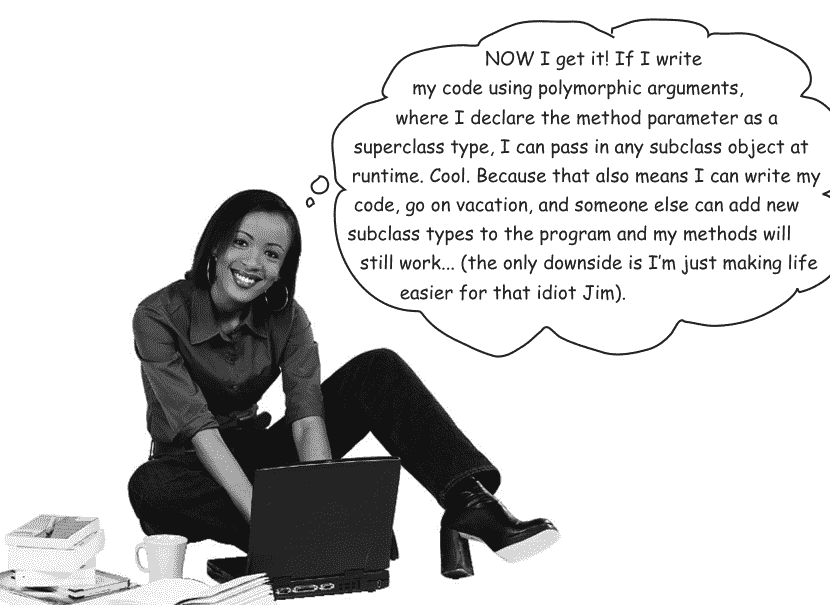 NOW I get it! If I write
my code using polymorphic arguments,
where I declare the method parameter as a
superclass type, I can pass in any subclass object at
runtime. Cool. Because that also means I can write my
code, go on vacation, and someone else can add new
subclass types to the program and my methods will
still work... (the only downside is I'm just making life
easier for that idiot Jim).